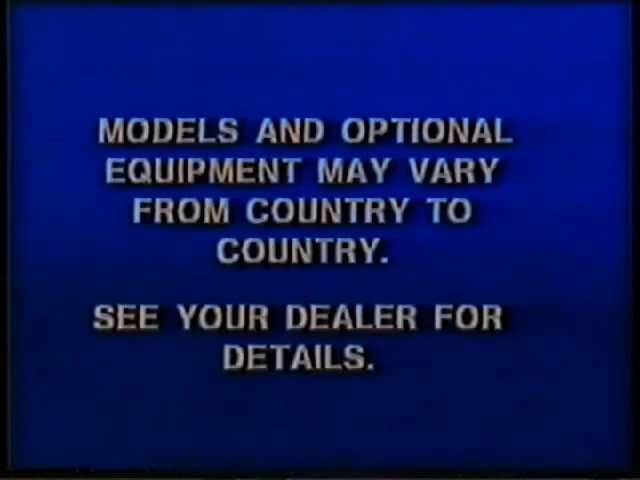 MODELS AND OPTIONAL
EQUIPMENT MAY VARY
FROM COUNTRY TO
COUNTRY.
SEE YOUR DEALER FOR
DETAILS.